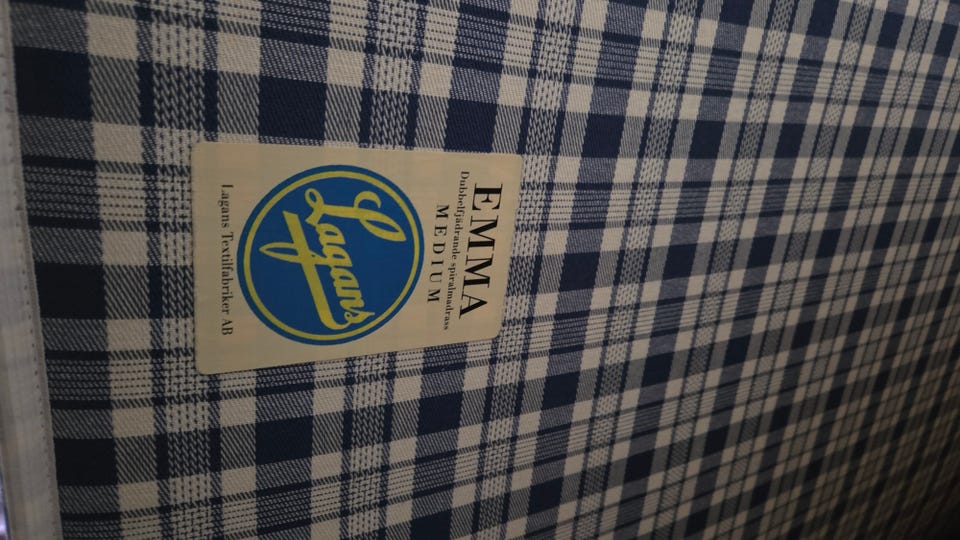 EMMA
Dubbelfjädrande spiralmadrass
MEDIUM
Lagans
Lagans Textilfabriker AB